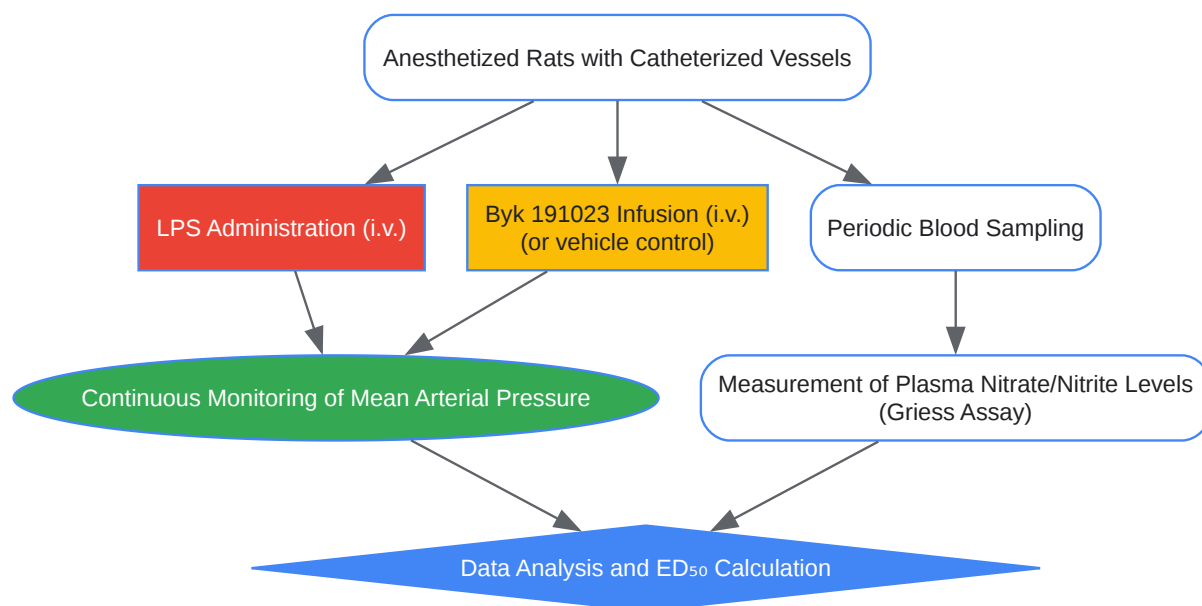 Anesthetized Rats with Catheterized Vessels
LPS Administration (i.v.)
Byk 191023 Infusion (i.v.)
(or vehicle control)
Periodic Blood Sampling
Continuous Monitoring of Mean Arterial Pressure
Measurement of Plasma Nitrate/Nitrite Levels
(Griess Assay)
Data Analysis and ED₅₀ Calculation